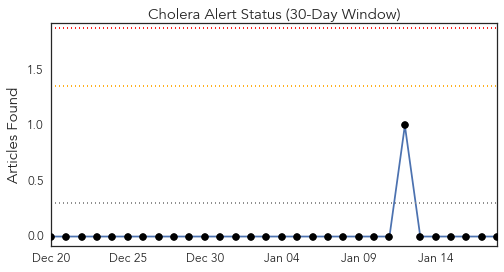 Cholera Alert Status (30-Day Window)
Articles Found
1.5
1.0
0.5
0.0
Dec 20 Dec 25 Dec 30 Jan 04 Jan 09 Jan 14